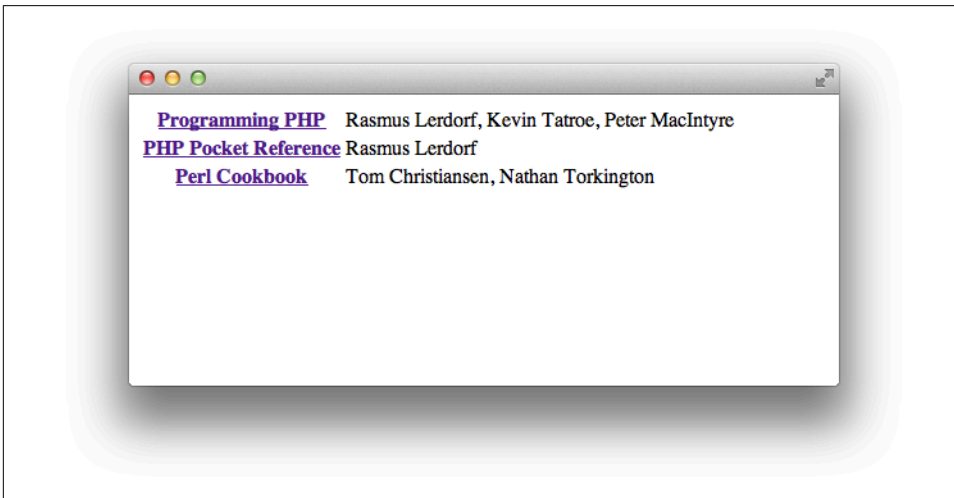 Programming PHP Rasmus Lerdorf, Kevin Tatroe, Peter MacIntyre
PHP Pocket Reference Rasmus Lerdorf
Perl Cookbook Tom Christiansen, Nathan Torkington